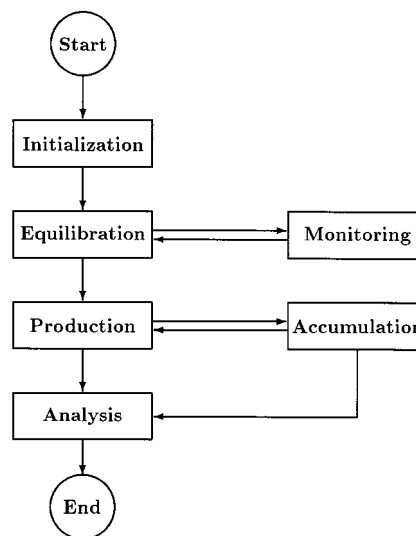 Start
Initialization
Equilibration
Monitoring
Production
Accumulation
Analysis
End